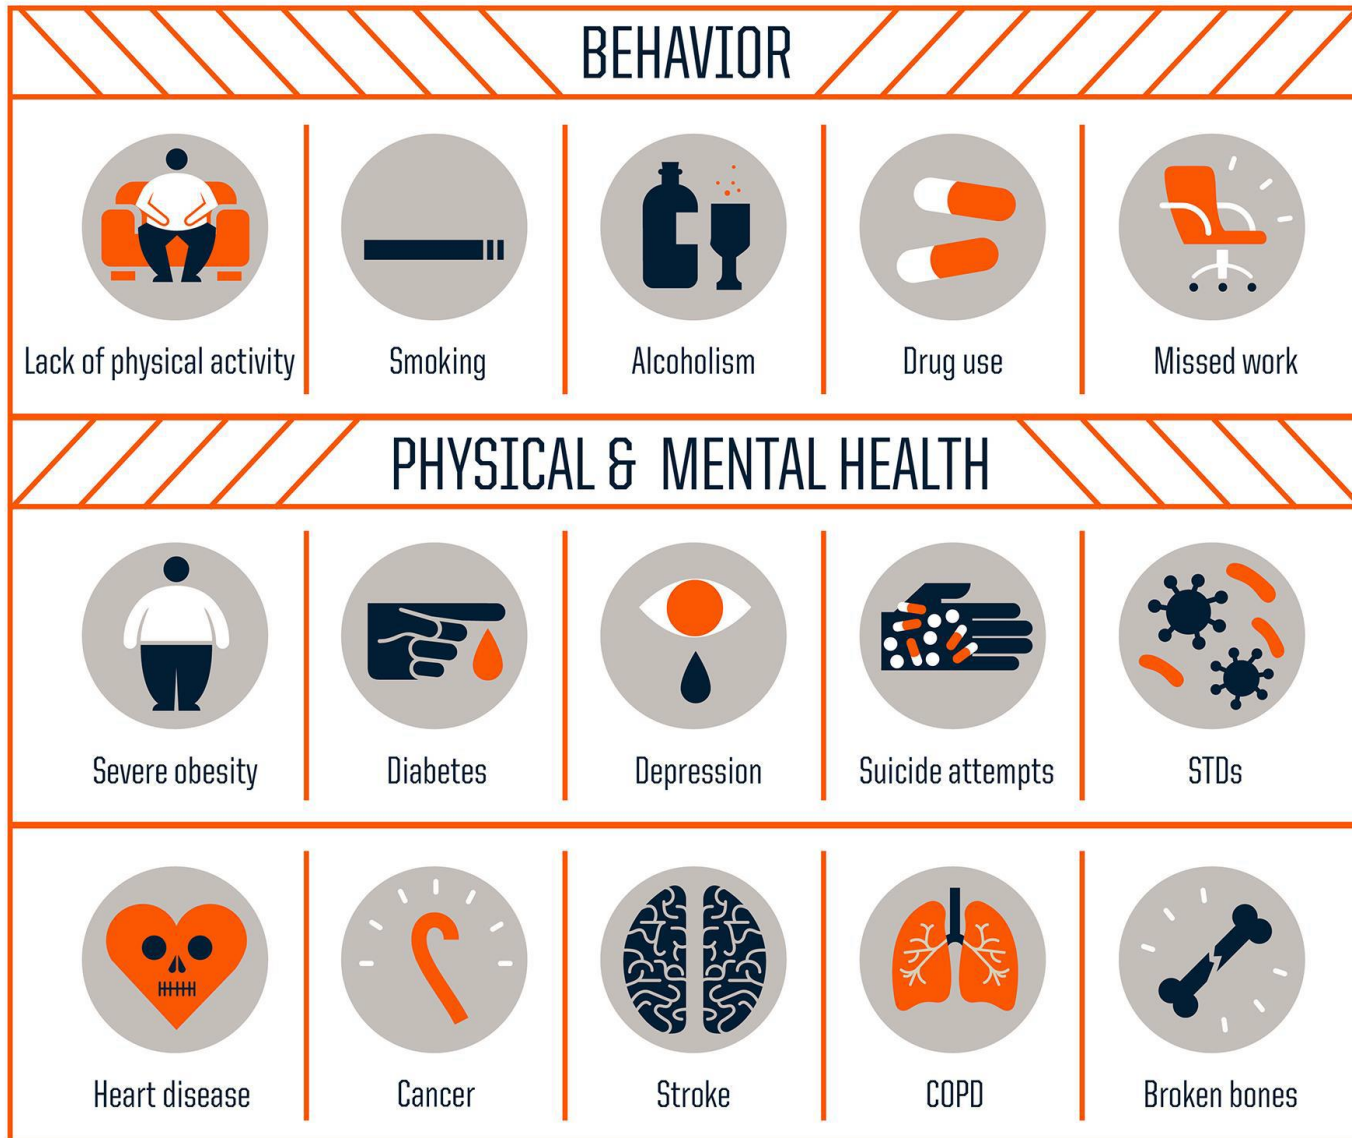 BEHAVIOR
Lack of physical activity
Smoking
Alcoholism
Drug use
Missed work
PHYSICAL & MENTAL HEALTH
Severe obesity
Diabetes
Depression
Suicide attempts
STDs
Heart disease
Cancer
Stroke
COPD
Broken bones